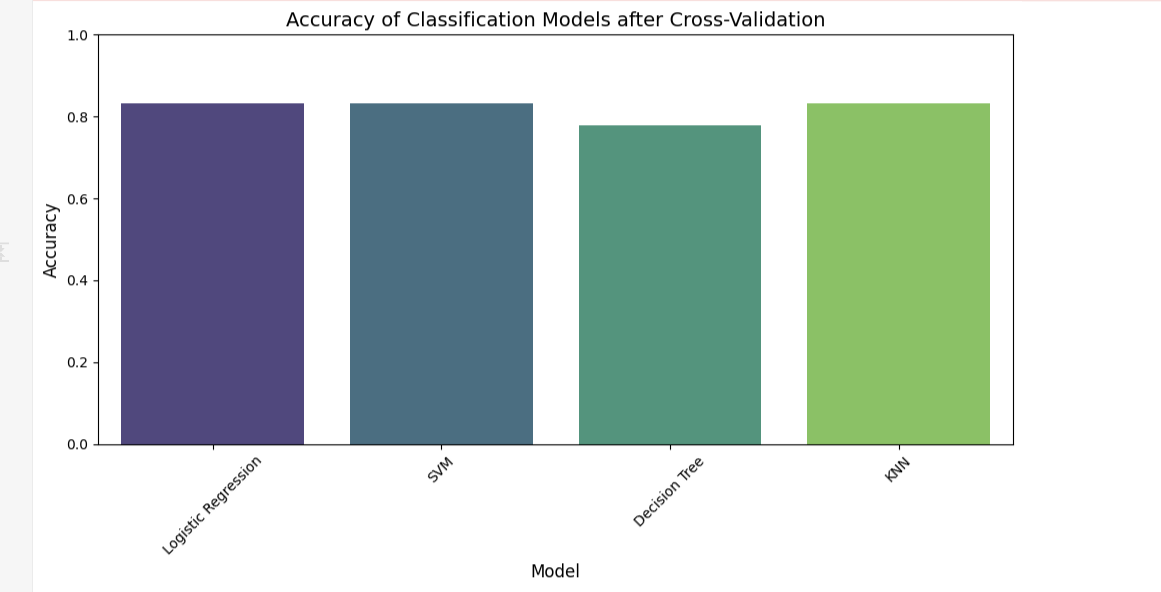 Accuracy of Classification Models after Cross-Validation
1.0
0.8
0.6
0.4
0.2
0.0
Accuracy
Logistic Regression
SVM
Decision Tree
KNN
Model